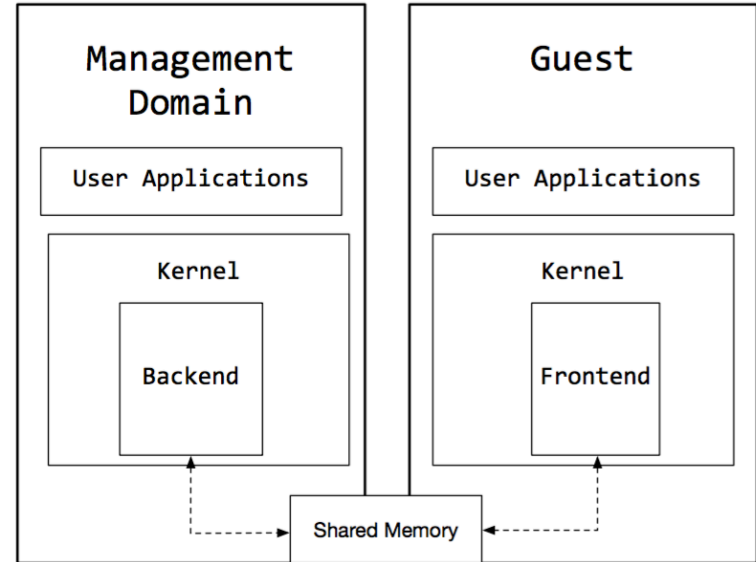 Management
Domain
User Applications
Kernel
Backend
Guest
User Applications
Kernel
Frontend
Shared Memory